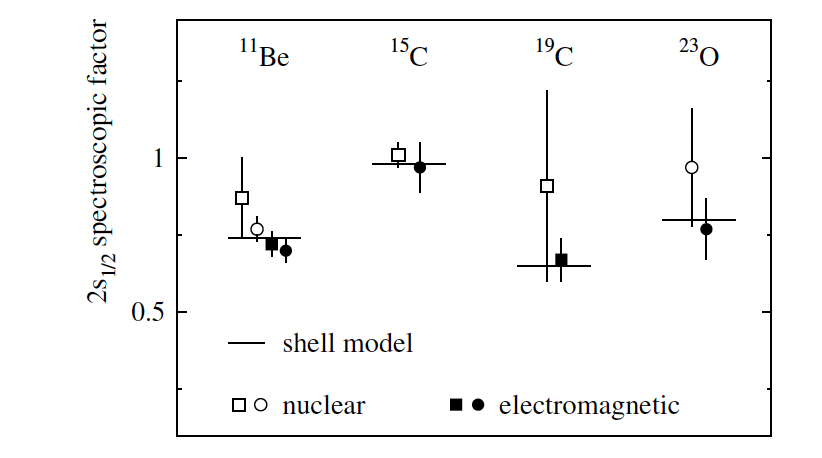 2s1/2 spectroscopic factor
11Be 15C 19C 23O
1
0.5
shell model
nuclear electromagnetic